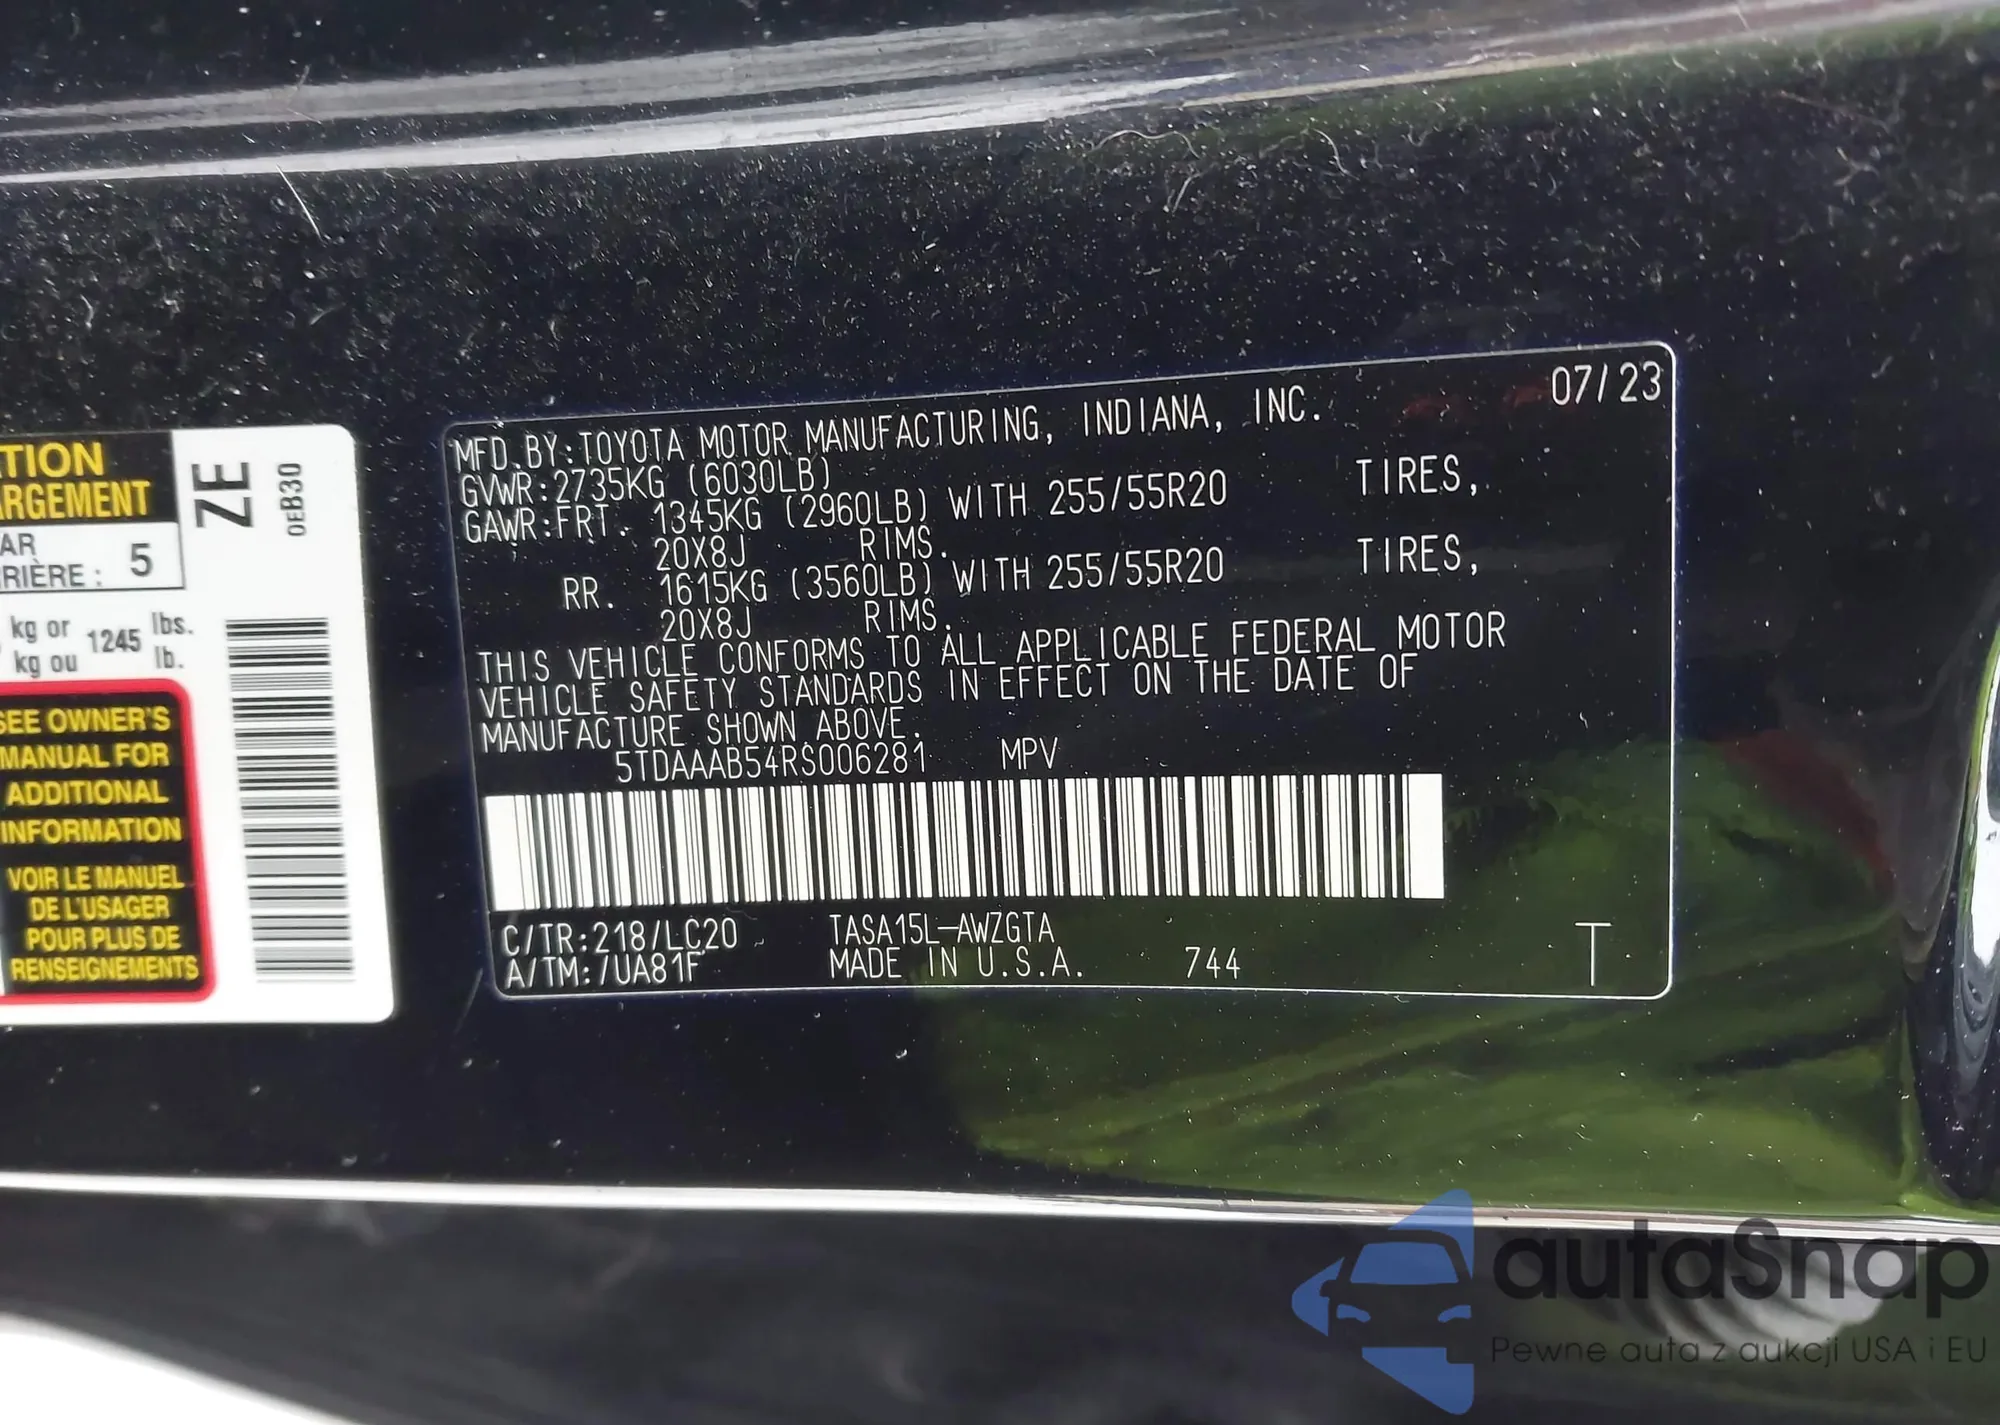 TION
ARGEMENT
AR
RIÈRE : 5
kg or
kg ou
1245
lbs.
lb.
SEE OWNER'S
MANUAL FOR
ADDITIONAL
INFORMATION
VOIR LE MANUEL
DE L'USAGER
POUR PLUS DE
RENSEIGNEMENTS
ZE
0EB30
07/23
MFD.BY:TOYOTA MOTOR MANUFACTURING, INDIANA, INC.
GVWR:2735KG (6030LB)
GAWR:FRT. 1345KG (2960LB) WITH 255/55R20 TIRES,
20X8J RIMS.
RR. 1615KG (3560LB) WITH 255/55R20 TIRES,
20X8J RIMS.
THIS VEHICLE CONFORMS TO ALL APPLICABLE FEDERAL MOTOR
VEHICLE SAFETY STANDARDS IN EFFECT ON THE DATE OF
MANUFACTURE SHOWN ABOVE.
5TDAAAB54RS006281 MPV
C/TR:218/LC20 TASA15L-AWZGTA
A/TM:7UA81F MADE IN U.S.A. 744 T
autaSnap
Pewne auta z aukcji USA i EU